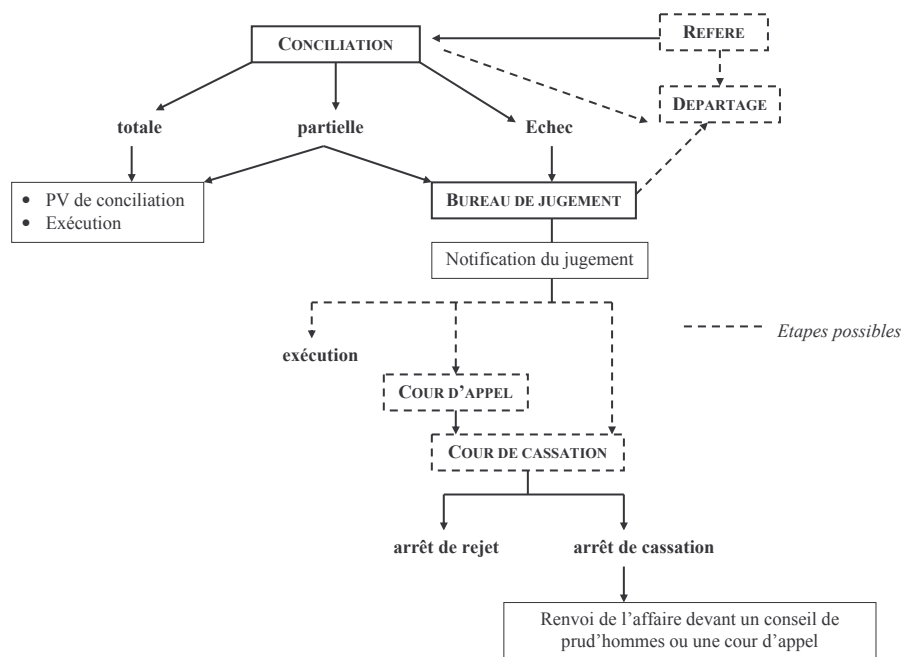 CONCILIATION
REFERE
DEPARTAGE
totale
partielle
Echec
• PV de conciliation
• Exécution
BUREAU DE JUGEMENT
Notification du jugement
Etapes possibles
exécution
COUR D’APPEL
COUR DE CASSATION
arrêt de rejet
arrêt de cassation
Renvoi de l’affaire devant un conseil de
prud’hommes ou une cour d’appel